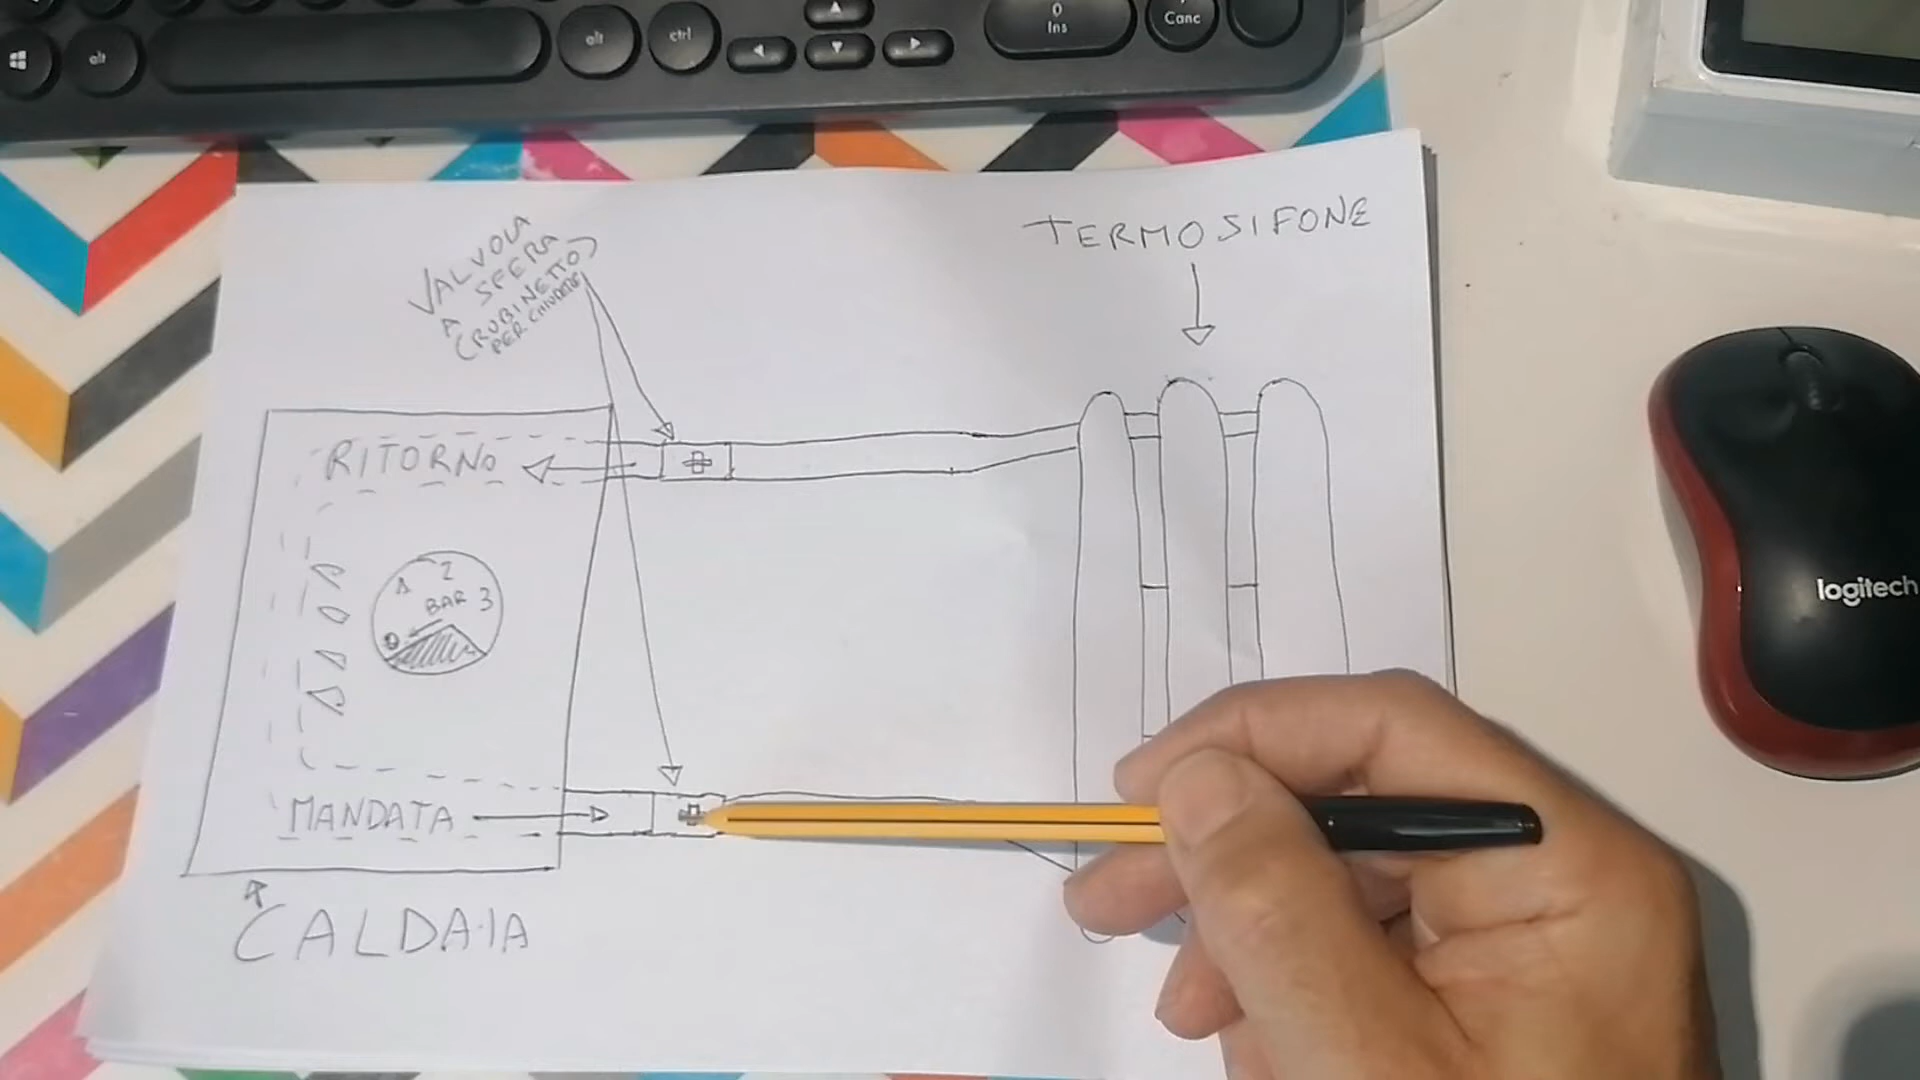 alt
alt
ctrl
0
Ins
Canc
VALVOLA
A SFERA
(RUBINETTO)
PER CHIUDERE
TERMOSIFONE
RITORNO
1 2 3
BAR
0
MANDATA
CALDAIA
logitech